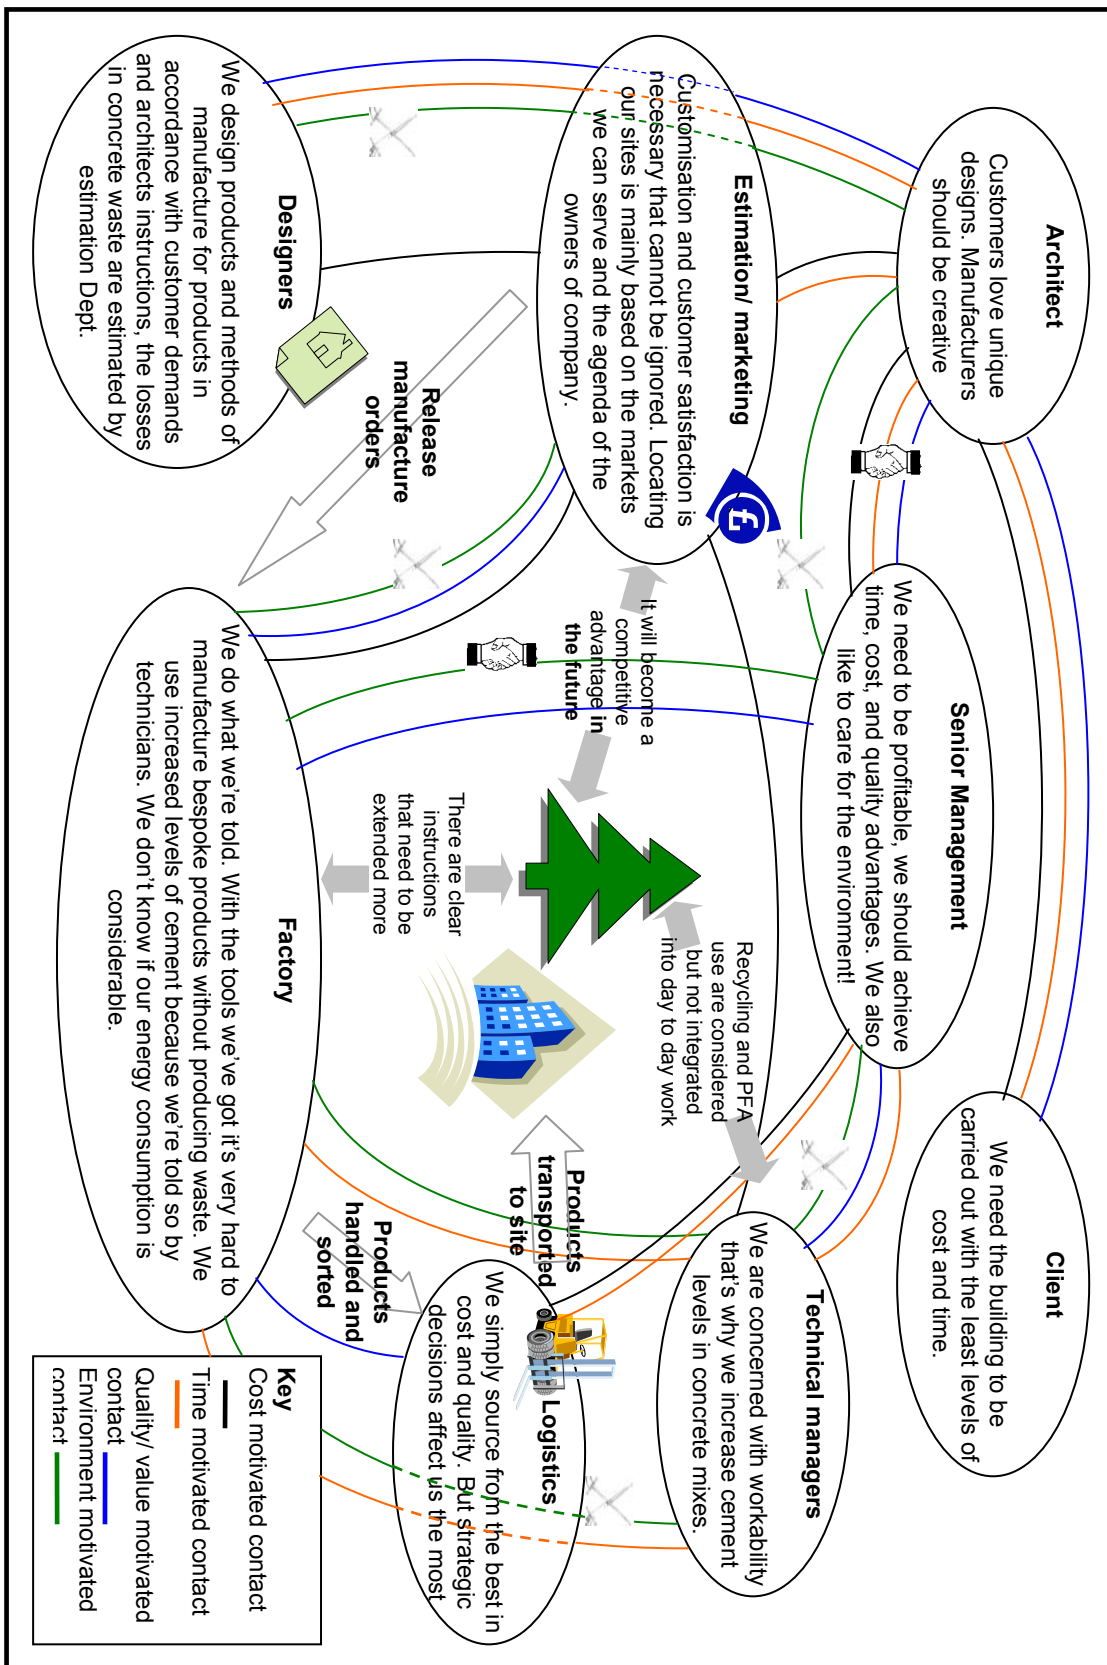 Architect
Customers love unique
designs. Manufacturers
should be creative
Senior Management
We need to be profitable, we should achieve
time, cost, and quality advantages. We also
like to care for the environment!
Client
We need the building to be
carried out with the least levels of
cost and time.
Estimation/ marketing
Customisation and customer satisfaction is
necessary that cannot be ignored. Locating
our sites is mainly based on the markets
we can serve and the agenda of the
owners of company.
£
It will become a
competitive
advantage in
the future
Recycling and PFA
use are considered
but not integrated
into day to day work
Technical managers
We are concerned with workability
that's why we increase cement
levels in concrete mixes.
Designers
We design products and methods of
manufacture for products in
accordance with customer demands
and architects instructions, the losses
in concrete waste are estimated by
estimation Dept.
Release
manufacture
orders
There are clear
instructions
that need to be
extended more
Products
transported
to site
Logistics
We simply source from the best in
cost and quality. But strategic
decisions affect us the most
Factory
We do what we're told. With the tools we've got it's very hard to
manufacture bespoke products without producing waste. We
use increased levels of cement because we're told so by
technicians. We don't know if our energy consumption is
considerable.
Products
handled and
sorted
Key
Cost motivated contact
Time motivated contact
Quality/ value motivated
contact
Environment motivated
contact